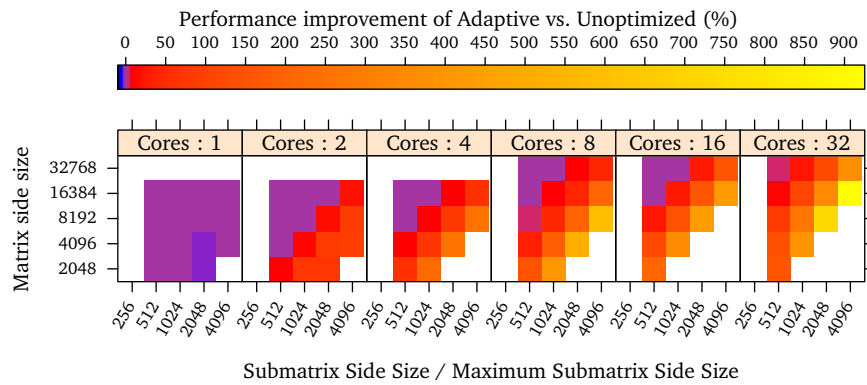 Performance improvement of Adaptive vs. Unoptimized (%)
0 50 100 150 200 250 300 350 400 450 500 550 600 650 700 750 800 850 900
Cores : 1 Cores : 2 Cores : 4 Cores : 8 Cores : 16 Cores : 32
Matrix side size
32768
16384
8192
4096
2048
256 512 1024 2048 4096 256 512 1024 2048 4096 256 512 1024 2048 4096 256 512 1024 2048 4096 256 512 1024 2048 4096 256 512 1024 2048 4096
Submatrix Side Size / Maximum Submatrix Side Size